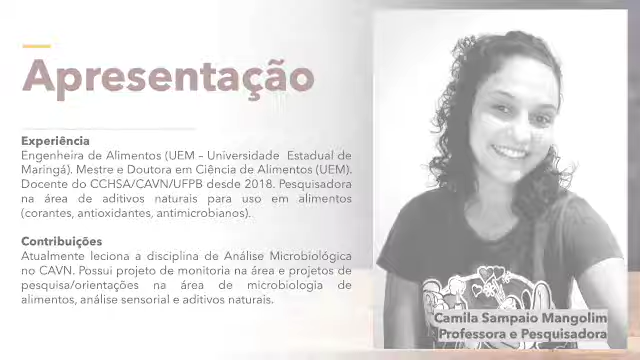 Apresentação
Experiência
Engenheira de Alimentos (UEM – Universidade Estadual de
Maringá). Mestre e Doutora em Ciência de Alimentos (UEM).
Docente do CCHSA/CAVN/UFPB desde 2018. Pesquisadora
na área de aditivos naturais para uso em alimentos
(corantes, antioxidantes, antimicrobianos).
Contribuições
Atualmente leciona a disciplina de Análise Microbiológica
no CAVN. Possui projeto de monitoria na área e projetos de
pesquisa/orientações na área de microbiologia de
alimentos, análise sensorial e aditivos naturais.
Camila Sampaio Mangolim
Professora e Pesquisadora